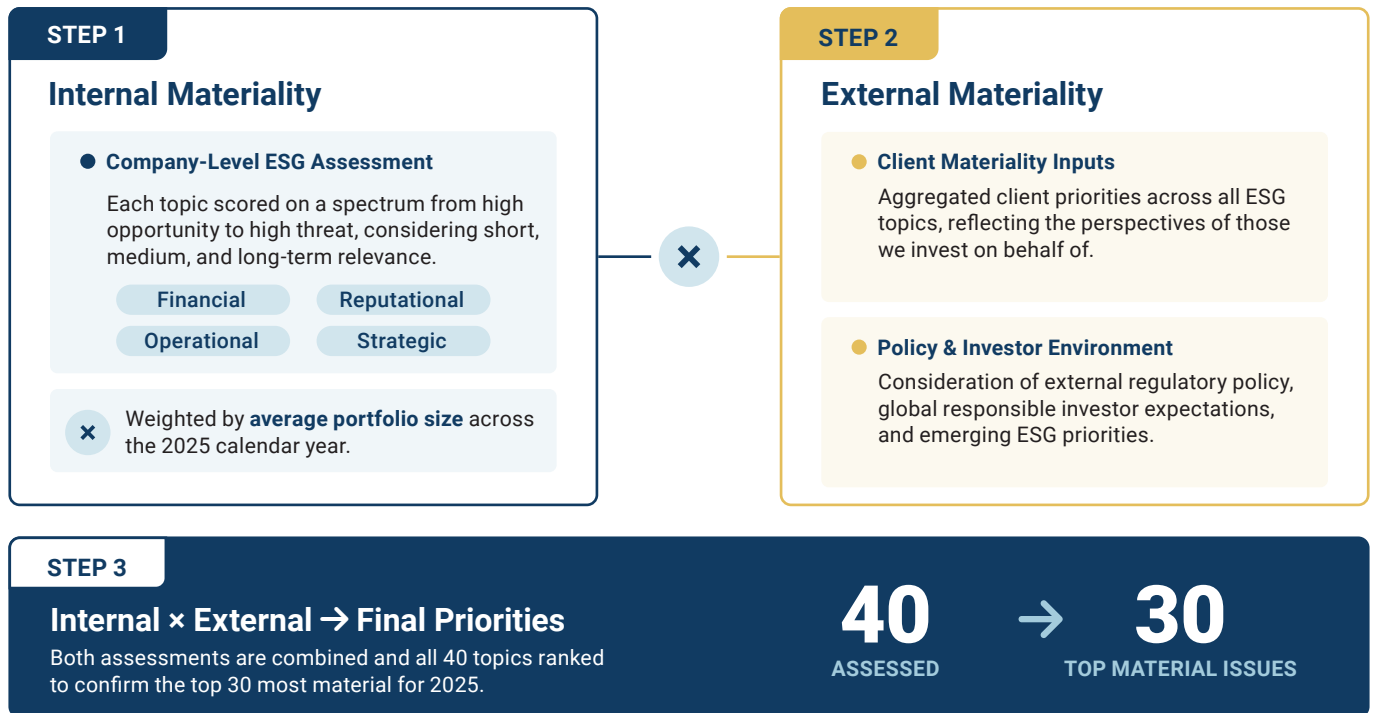 STEP 1
Internal Materiality
Company-Level ESG Assessment
Each topic scored on a spectrum from high
opportunity to high threat, considering short,
medium, and long-term relevance.
Financial
Reputational
Operational
Strategic
×
Weighted by average portfolio size across
the 2025 calendar year.
×
STEP 2
External Materiality
Client Materiality Inputs
Aggregated client priorities across all ESG
topics, reflecting the perspectives of those
we invest on behalf of.
Policy & Investor Environment
Consideration of external regulatory policy,
global responsible investor expectations,
and emerging ESG priorities.
STEP 3
Internal × External → Final Priorities
Both assessments are combined and all 40 topics ranked
to confirm the top 30 most material for 2025.
40 → 30
ASSESSED
TOP MATERIAL ISSUES